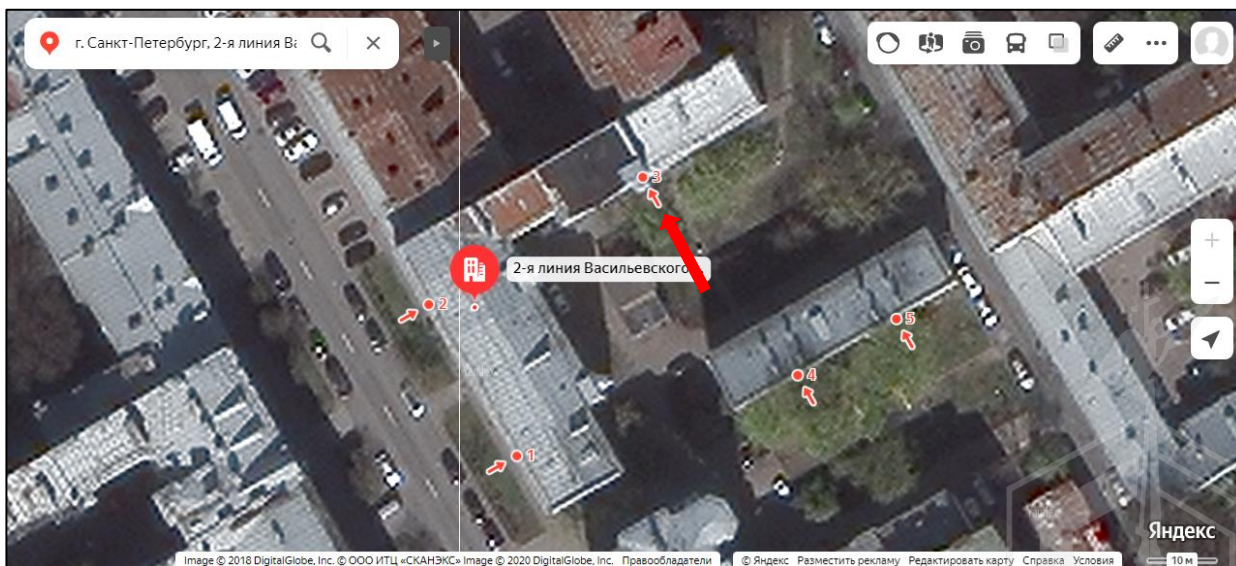 г. Санкт-Петербург, 2-я линия Ва
3
2-я линия Васильевского...
2
5
4
1
Яндекс
Image © 2018 DigitalGlobe, Inc. © ООО ИТЦ «СКАНЭКС» Image © 2020 DigitalGlobe, Inc. Правообладатели
© Яндекс Разместить рекламу Редактировать карту Справка Условия
10 м